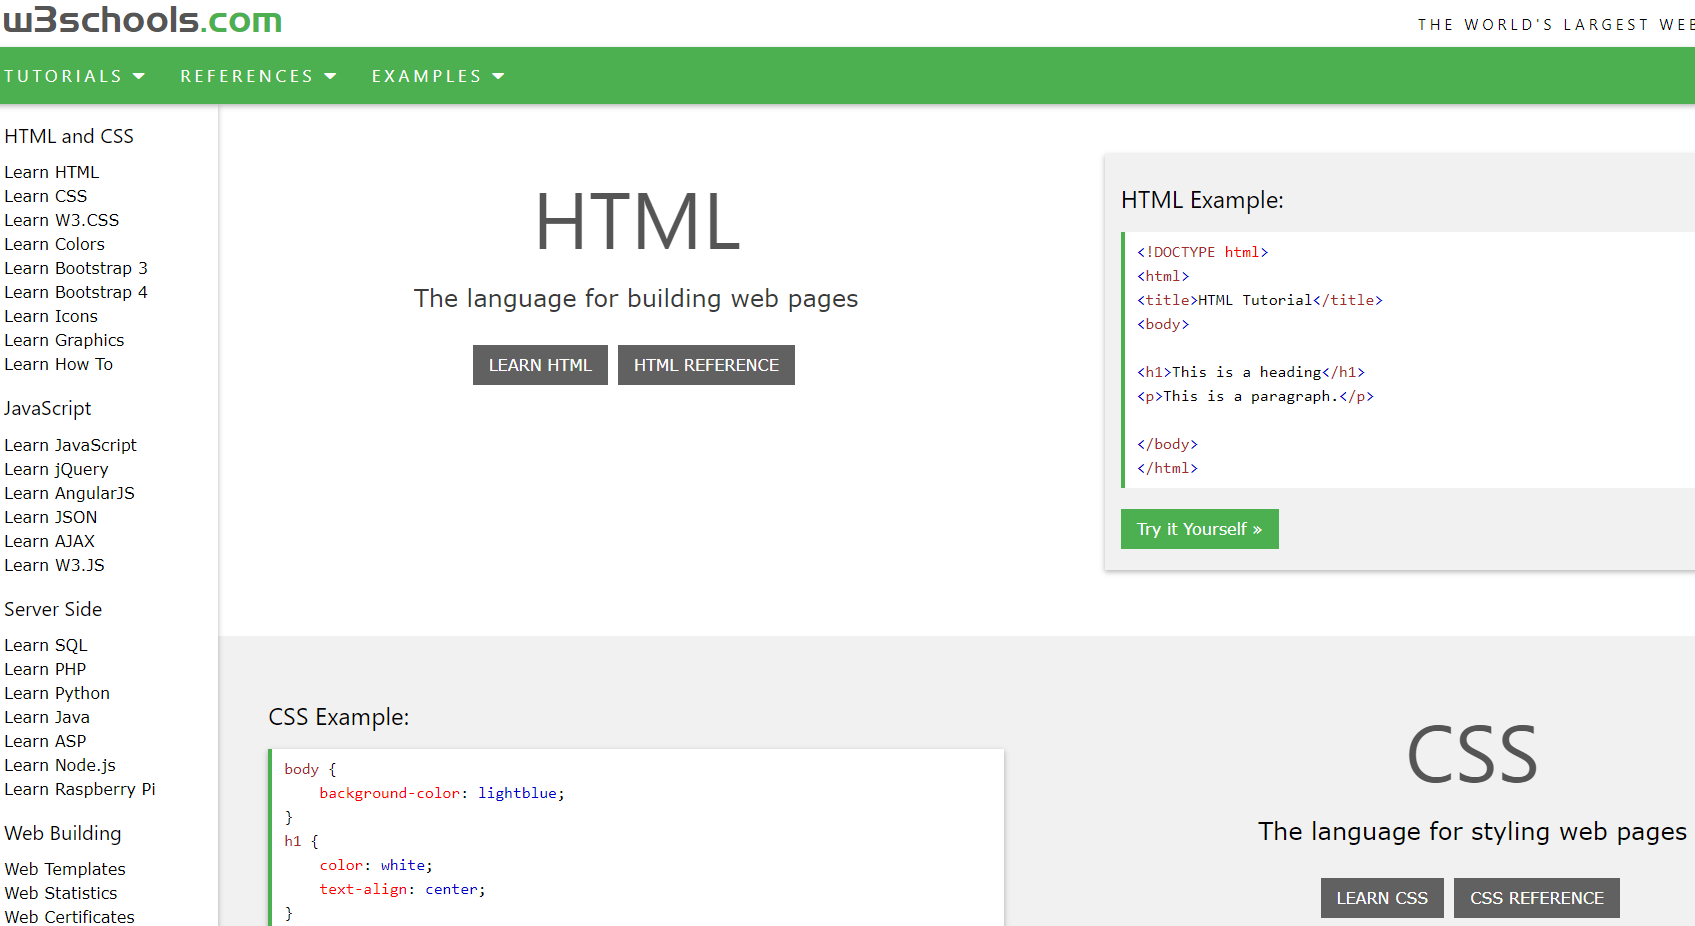 w3schools.com
THE WORLD'S LARGEST
TUTORIALS
REFERENCES
EXAMPLES
HTML and CSS
Learn HTML
Learn CSS
Learn W3.CSS
Learn Colors
Learn Bootstrap 3
Learn Bootstrap 4
Learn Icons
Learn Graphics
Learn How To
JavaScript
Learn JavaScript
Learn jQuery
Learn AngularJS
Learn JSON
Learn AJAX
Learn W3.JS
Server Side
Learn SQL
Learn PHP
Learn Python
Learn Java
Learn ASP
Learn Node.js
Learn Raspberry Pi
Web Building
Web Templates
Web Statistics
Web Certificates
HTML
The language for building web pages
LEARN HTML
HTML REFERENCE
HTML Example:
<!DOCTYPE html>
<html>
<title>HTML Tutorial</title>
<body>
<h1>This is a heading</h1>
<p>This is a paragraph.</p>
</body>
</html>
Try it Yourself »
CSS Example:
body {
background-color: lightblue;
}
h1 {
color: white;
text-align: center;
}
CSS
The language for styling web pages
LEARN CSS
CSS REFERENCE